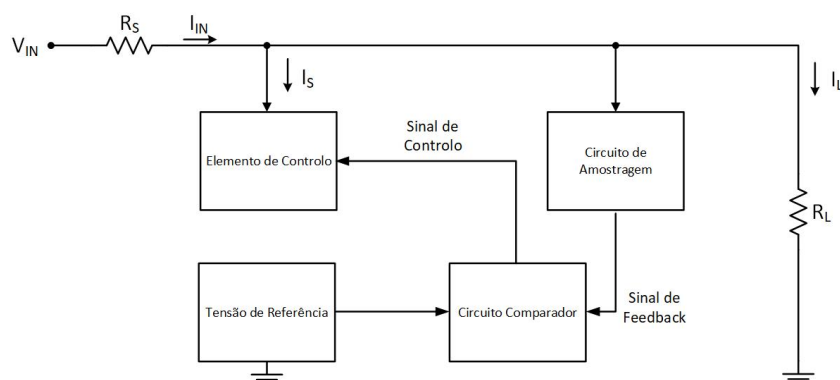 V_IN
R_S
I_IN
I_S
I_L
Sinal de
Controlo
Elemento de Controlo
Circuito de
Amostragem
R_L
Tensão de Referência
Circuito Comparador
Sinal de
Feedback